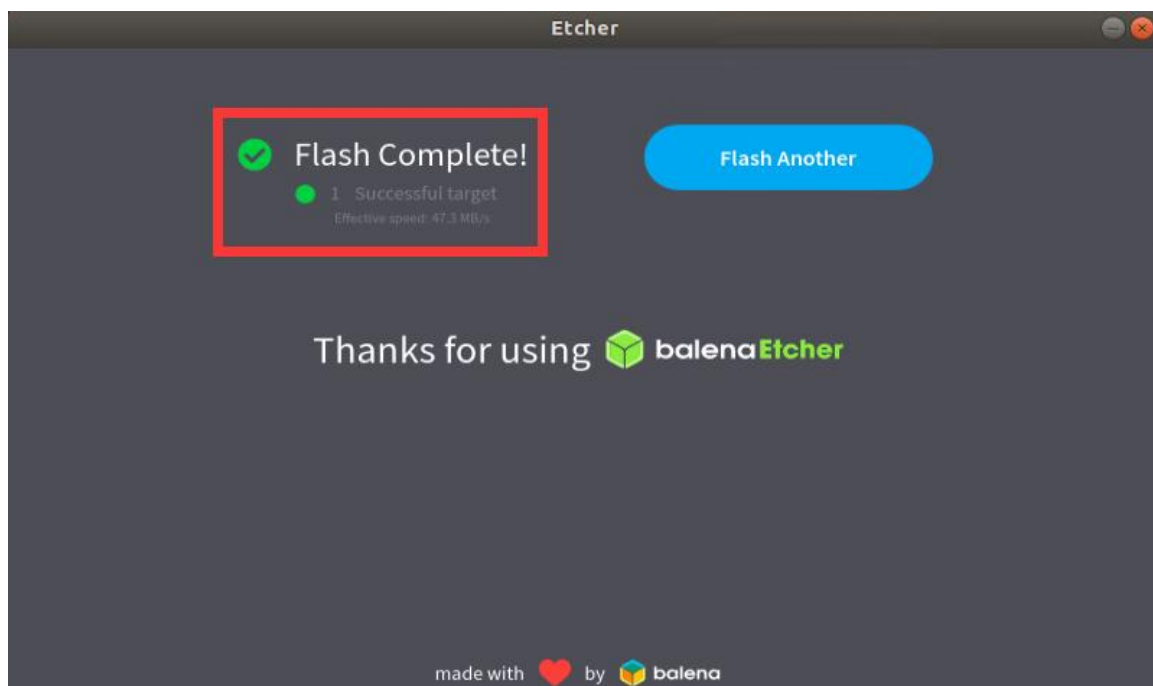 Etcher
Flash Complete!
Flash Another
1 Successful target
Effective speed: 47.3 MB/s
Thanks for using balenaEtcher
made with by balena